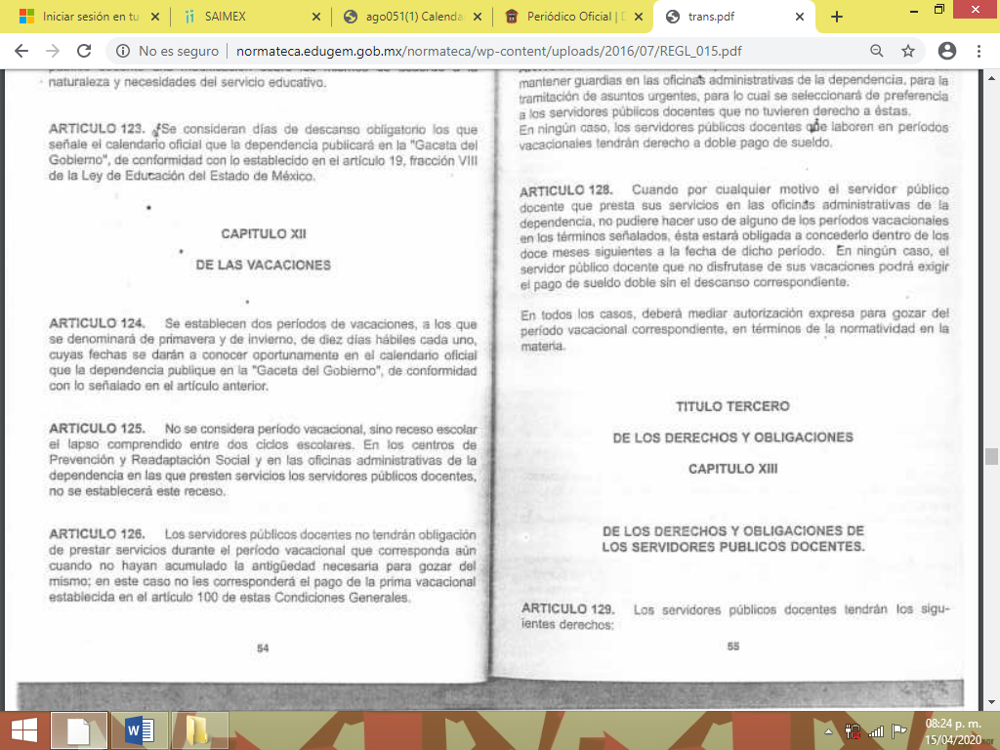 Iniciar sesión en tu
SAIMEX
ago051(1) Calenda
Periódico Oficial | D
trans.pdf
No es seguro | normateca.edugem.gob.mx/normateca/wp-content/uploads/2016/07/REGL_015.pdf
naturaleza y necesidades del servicio educativo.
ARTICULO 123. Se consideran días de descanso obligatorio los que
señale el calendario oficial que la dependencia publicará en la "Gaceta del
Gobierno", de conformidad con lo establecido en el artículo 19, fracción VIII
de la Ley de Educación del Estado de México.
CAPITULO XII
DE LAS VACACIONES
ARTICULO 124. Se establecen dos períodos de vacaciones, a los que
se denominará de primavera y de invierno, de diez días hábiles cada uno,
cuyas fechas se darán a conocer oportunamente en el calendario oficial
que la dependencia publique en la "Gaceta del Gobierno", de conformidad
con lo señalado en el artículo anterior.
ARTICULO 125. No se considera período vacacional, sino receso escolar
el lapso comprendido entre dos ciclos escolares. En los centros de
Prevención y Readaptación Social y en las oficinas administrativas de la
dependencia en las que presten servicios los servidores públicos docentes,
no se establecerá este receso.
ARTICULO 126. Los servidores públicos docentes no tendrán obligación
de prestar servicios durante el período vacacional que corresponda aún
cuando no hayan acumulado la antigüedad necesaria para gozar del
mismo; en este caso no les corresponderá el pago de la prima vacacional
establecida en el artículo 100 de estas Condiciones Generales.
54
mantener guardias en las oficinas administrativas de la dependencia, para la
tramitación de asuntos urgentes, para lo cual se seleccionará de preferencia
a los servidores públicos docentes que no tuvieren derecho a éstas.
En ningún caso, los servidores públicos docentes que laboren en períodos
vacacionales tendrán derecho a doble pago de sueldo.
ARTICULO 128. Cuando por cualquier motivo el servidor público
docente que presta sus servicios en las oficinas administrativas de la
dependencia, no pudiere hacer uso de alguno de los períodos vacacionales
en los términos señalados, ésta estará obligada a concederlo dentro de los
doce meses siguientes a la fecha de dicho período. En ningún caso, el
servidor público docente que no disfrutase de sus vacaciones podrá exigir
el pago de sueldo doble sin el descanso correspondiente.
En todos los casos, deberá mediar autorización expresa para gozar del
período vacacional correspondiente, en términos de la normatividad en la
materia.
TITULO TERCERO
DE LOS DERECHOS Y OBLIGACIONES
CAPITULO XIII
DE LOS DERECHOS Y OBLIGACIONES DE
LOS SERVIDORES PUBLICOS DOCENTES.
ARTICULO 129. Los servidores públicos docentes tendrán los sigu-
ientes derechos:
55
08:24 p. m.
15/04/2020